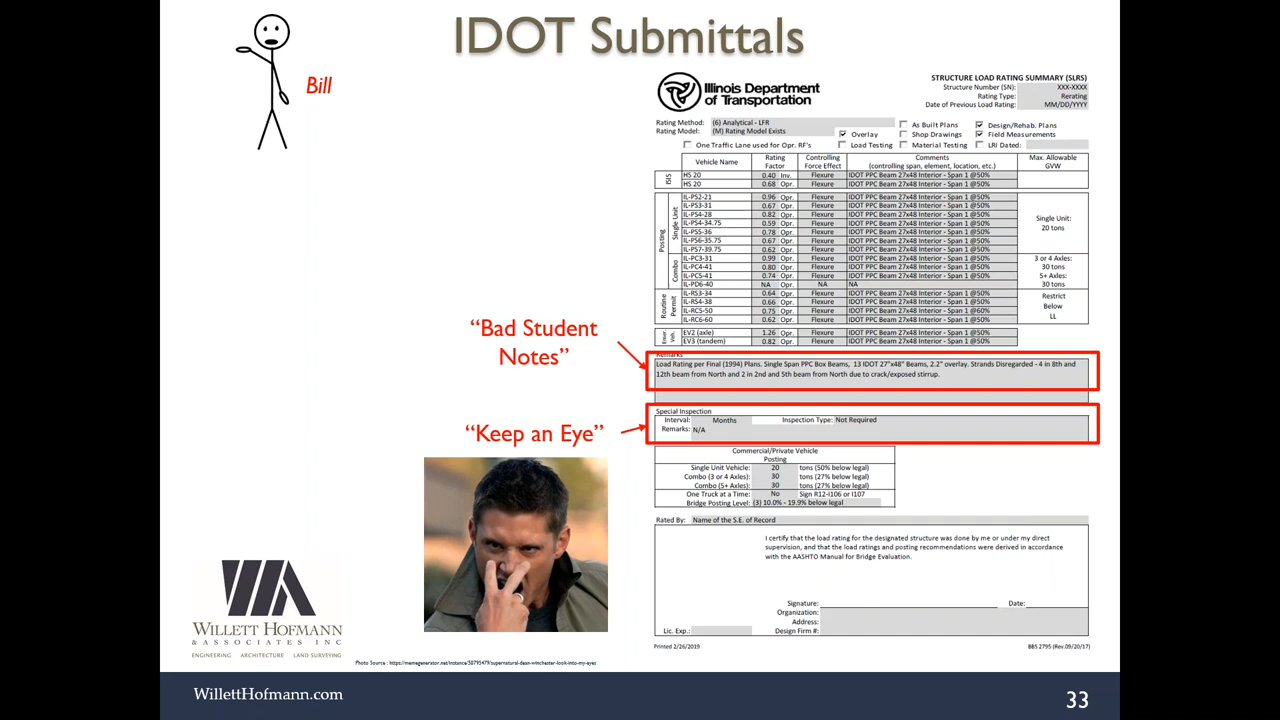 IDOT Submittals
Bill
Illinois Department
of Transportation
STRUCTURE LOAD RATING SUMMARY (SLRS)
Structure Number (SN): XXX-XXXX
Rating Type: Rerating
Date of Previous Load Rating: MM/DD/YYYY
Rating Method: (6) Analytical - LFR
Rating Model: (M) Rating Model Exists
Overlay As Built Plans Design/Rehab. Plans
Shop Drawings Field Measurements
One Traffic Lane used for Opr. RF's Load Testing Material Testing LRI Dated:
Vehicle Name Rating Factor Controlling Force Effect Comments (controlling span, element, location, etc.) Max. Allowable GVW
ISIS
HS 20 0.40 Inv. Flexure IDOT PPC Beam 27x48 Interior - Span 1 @50%
HS 20 0.68 Opr. Flexure IDOT PPC Beam 27x48 Interior - Span 1 @50%
Posting
Single Unit
IL-PS2-21 0.96 Opr. Flexure IDOT PPC Beam 27x48 Interior - Span 1 @50%
IL-PS3-31 0.67 Opr. Flexure IDOT PPC Beam 27x48 Interior - Span 1 @50%
IL-PS4-28 0.82 Opr. Flexure IDOT PPC Beam 27x48 Interior - Span 1 @50%
IL-PS4-34.75 0.59 Opr. Flexure IDOT PPC Beam 27x48 Interior - Span 1 @50%
IL-PS5-36 0.78 Opr. Flexure IDOT PPC Beam 27x48 Interior - Span 1 @50%
IL-PS6-35.75 0.67 Opr. Flexure IDOT PPC Beam 27x48 Interior - Span 1 @50%
IL-PS7-39.75 0.62 Opr. Flexure IDOT PPC Beam 27x48 Interior - Span 1 @50%
Single Unit:
20 tons
Combo
IL-PC3-31 0.99 Opr. Flexure IDOT PPC Beam 27x48 Interior - Span 1 @50%
IL-PC4-41 0.80 Opr. Flexure IDOT PPC Beam 27x48 Interior - Span 1 @50%
IL-PC5-41 0.74 Opr. Flexure IDOT PPC Beam 27x48 Interior - Span 1 @50%
IL-PD6-40 NA Opr. NA NA
3 or 4 Axles:
30 tons
5+ Axles:
30 tons
Routine Permit
IL-RS3-34 0.64 Opr. Flexure IDOT PPC Beam 27x48 Interior - Span 1 @50%
IL-RS4-38 0.66 Opr. Flexure IDOT PPC Beam 27x48 Interior - Span 1 @50%
IL-RC5-50 0.75 Opr. Flexure IDOT PPC Beam 27x48 Interior - Span 1 @60%
IL-RC6-60 0.62 Opr. Flexure IDOT PPC Beam 27x48 Interior - Span 1 @50%
Restrict
Below
LL
Emer. Veh.
EV2 (axle) 1.26 Opr. Flexure IDOT PPC Beam 27x48 Interior - Span 1 @50%
EV3 (tandem) 0.82 Opr. Flexure IDOT PPC Beam 27x48 Interior - Span 1 @50%
"Bad Student
Notes"
Remarks
Load Rating per Final (1994) Plans. Single Span PPC Box Beams, 13 IDOT 27"x48" Beams, 2.2" overlay. Strands Disregarded - 4 in 8th and
12th beam from North and 2 in 2nd and 5th beam from North due to crack/exposed stirrup.
"Keep an Eye"
Special Inspection
Interval: Months Inspection Type: Not Required
Remarks: N/A
Commercial/Private Vehicle
Posting
Single Unit Vehicle: 20 tons (50% below legal)
Combo (3 or 4 Axles): 30 tons (27% below legal)
Combo (5+ Axles): 30 tons (27% below legal)
One Truck at a Time: No Sign R12-I106 or I107
Bridge Posting Level: (3) 10.0% - 19.9% below legal
Rated By: Name of the S.E. of Record
I certify that the load rating for the designated structure was done by me or under my direct
supervision, and that the load ratings and posting recommendations were derived in accordance
with the AASHTO Manual for Bridge Evaluation.
Signature: Date:
Organization:
Address:
Lic. Exp.: Design Firm #:
Printed 2/26/2019 BBS 2795 (Rev.09/20/17)
WILLETT HOFMANN
& ASSOCIATES INC
ENGINEERING ARCHITECTURE LAND SURVEYING
Photo Source : https://memegenerator.net/instance/58795479/supernatural-dean-winchester-look-into-my-eyes
WillettHofmann.com
33